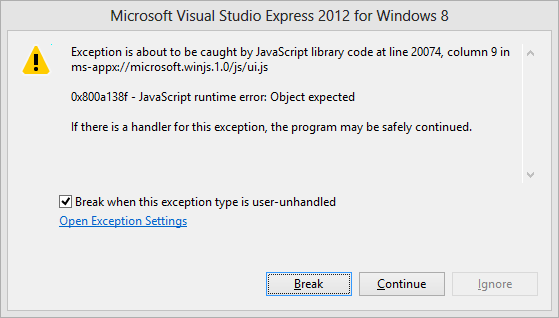 Microsoft Visual Studio Express 2012 for Windows 8
Exception is about to be caught by JavaScript library code at line 20074, column 9 in
ms-appx://microsoft.winjs.1.0/js/ui.js
0x800a138f - JavaScript runtime error: Object expected
If there is a handler for this exception, the program may be safely continued.
Break when this exception type is user-unhandled
Open Exception Settings
Break Continue Ignore